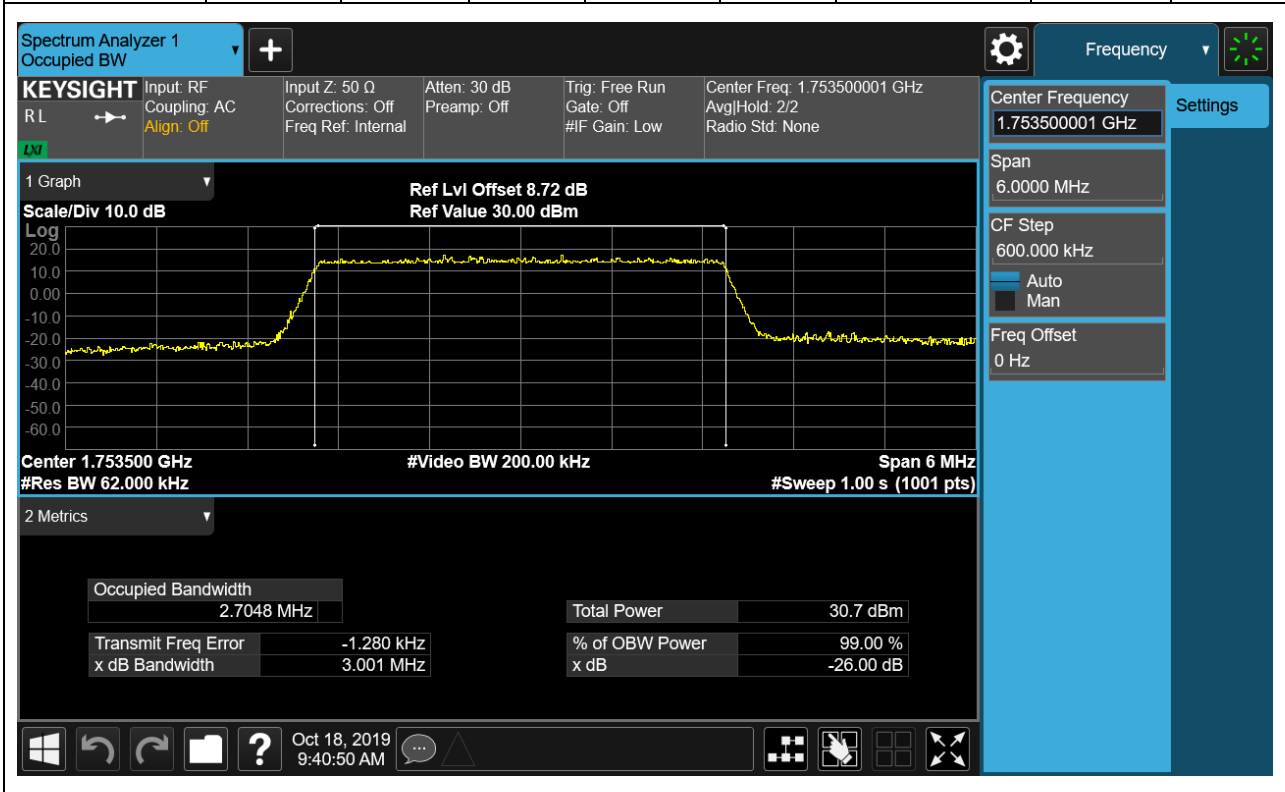 Spectrum Analyzer 1
Occupied BW
Frequency
KEYSIGHT
R L
LXI
Input: RF
Coupling: AC
Align: Off
Input Z: 50 Ω
Corrections: Off
Freq Ref: Internal
Atten: 30 dB
Preamp: Off
Trig: Free Run
Gate: Off
#IF Gain: Low
Center Freq: 1.753500001 GHz
Avg|Hold: 2/2
Radio Std: None
Center Frequency
1.753500001 GHz
Settings
Span
6.0000 MHz
CF Step
600.000 kHz
Auto
Man
Freq Offset
0 Hz
1 Graph
Scale/Div 10.0 dB
Ref Lvl Offset 8.72 dB
Ref Value 30.00 dBm
Log
20.0
10.0
0.00
-10.0
-20.0
-30.0
-40.0
-50.0
-60.0
Center 1.753500 GHz
#Video BW 200.00 kHz
Span 6 MHz
#Res BW 62.000 kHz
#Sweep 1.00 s (1001 pts)
2 Metrics
Occupied Bandwidth
2.7048 MHz
Total Power 30.7 dBm
Transmit Freq Error -1.280 kHz
% of OBW Power 99.00 %
x dB Bandwidth 3.001 MHz
x dB -26.00 dB
Oct 18, 2019
9:40:50 AM